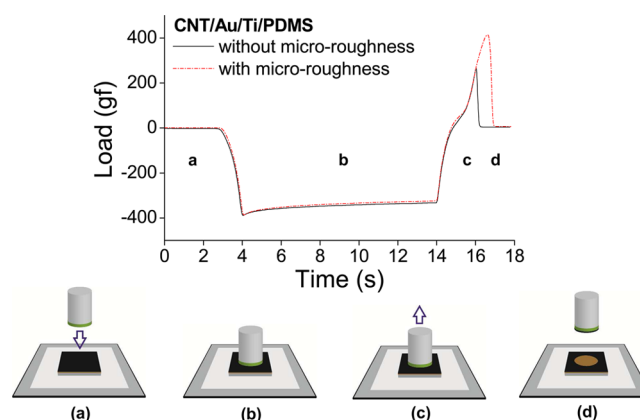 CNT/Au/Ti/PDMS
without micro-roughness
with micro-roughness
Load (gf)
400
200
0
-200
-400
a
b
c
d
0 2 4 6 8 10 12 14 16 18
Time (s)
(a)
(b)
(c)
(d)